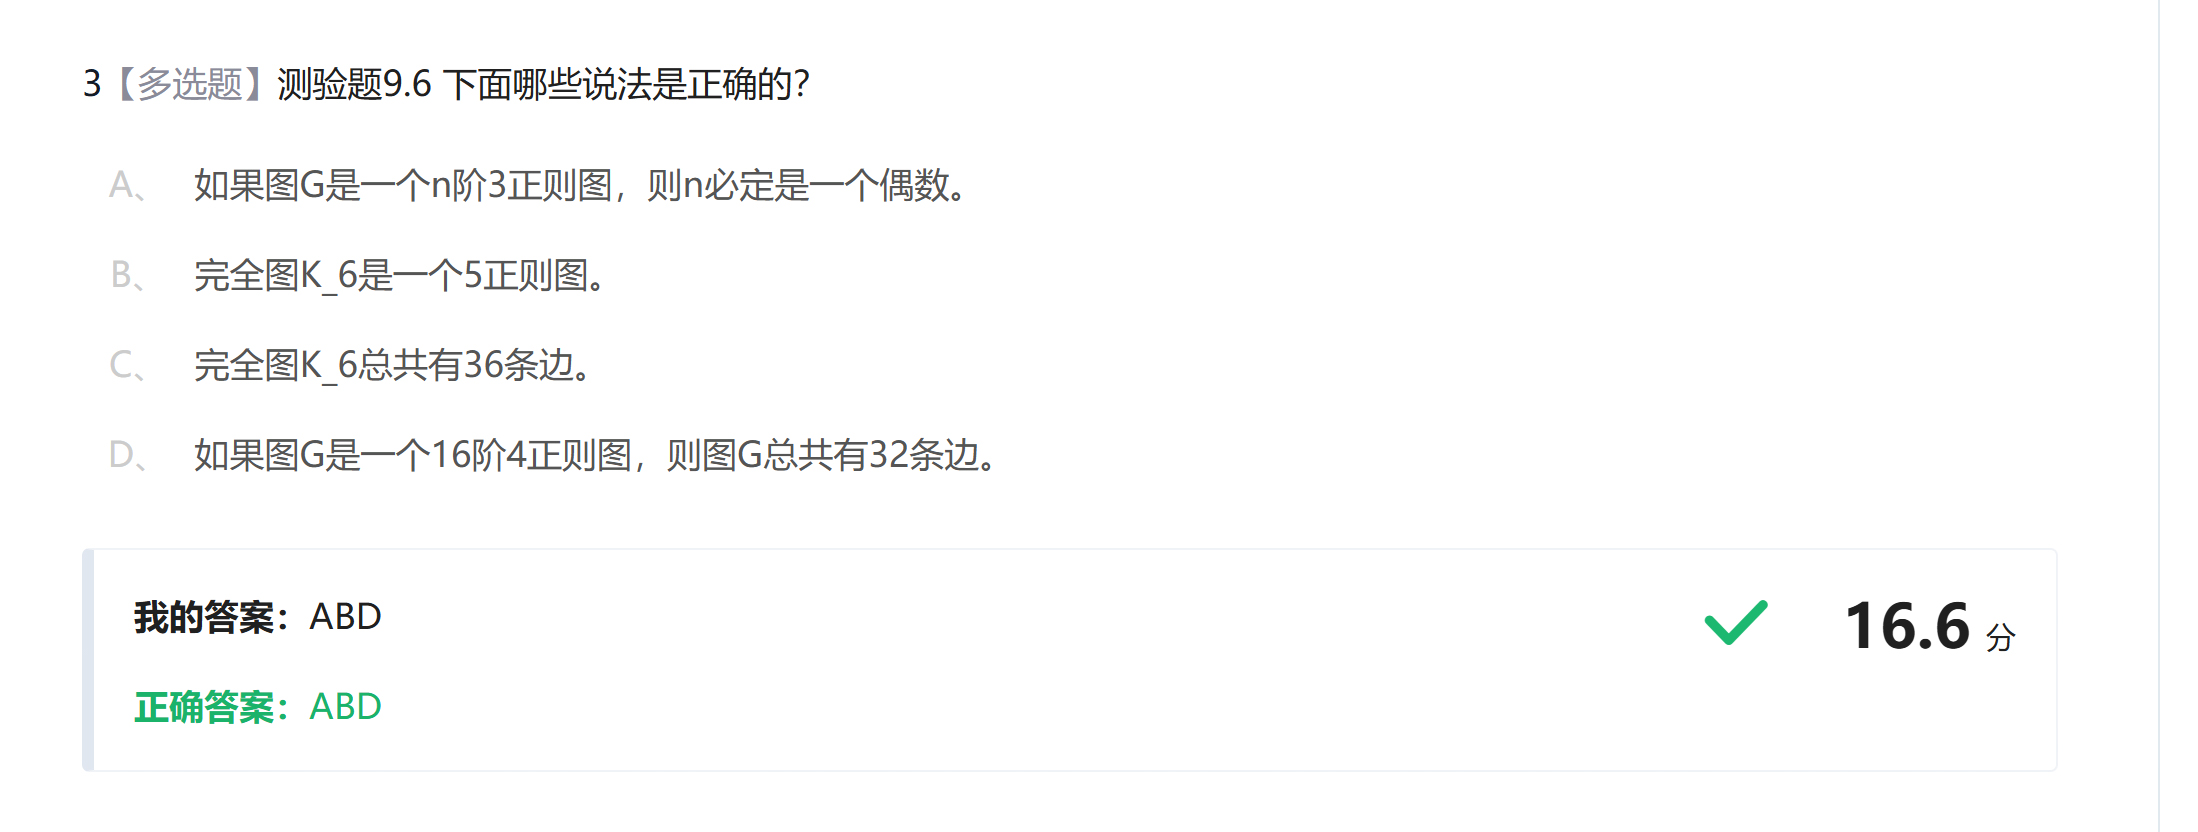 3【多选题】测验题9.6 下面哪些说法是正确的?
A、 如果图G是一个n阶3正则图，则n必定是一个偶数。
B、 完全图K_6是一个5正则图。
C、 完全图K_6总共有36条边。
D、 如果图G是一个16阶4正则图，则图G总共有32条边。
我的答案：ABD
16.6 分
正确答案：ABD